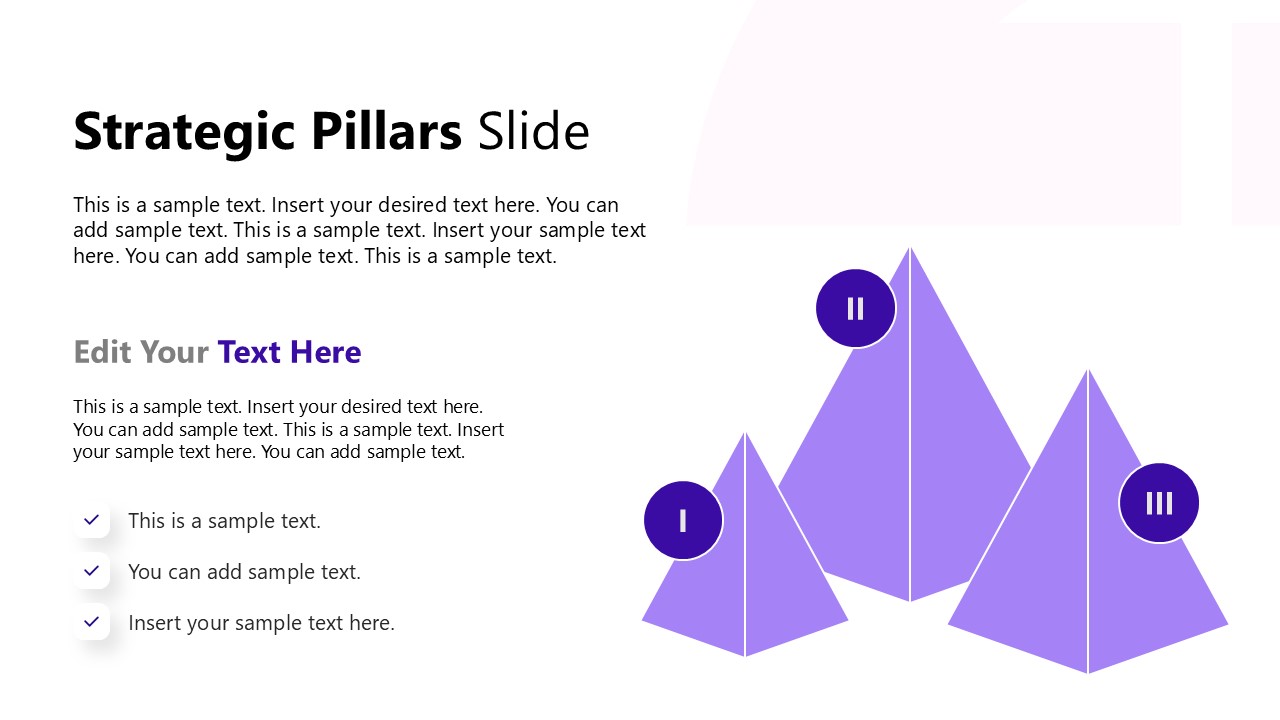 Strategic Pillars Slide
This is a sample text. Insert your desired text here. You can
add sample text. This is a sample text. Insert your sample text
here. You can add sample text. This is a sample text.
Edit Your Text Here
This is a sample text. Insert your desired text here.
You can add sample text. This is a sample text. Insert
your sample text here. You can add sample text.
This is a sample text.
You can add sample text.
Insert your sample text here.
I
II
III